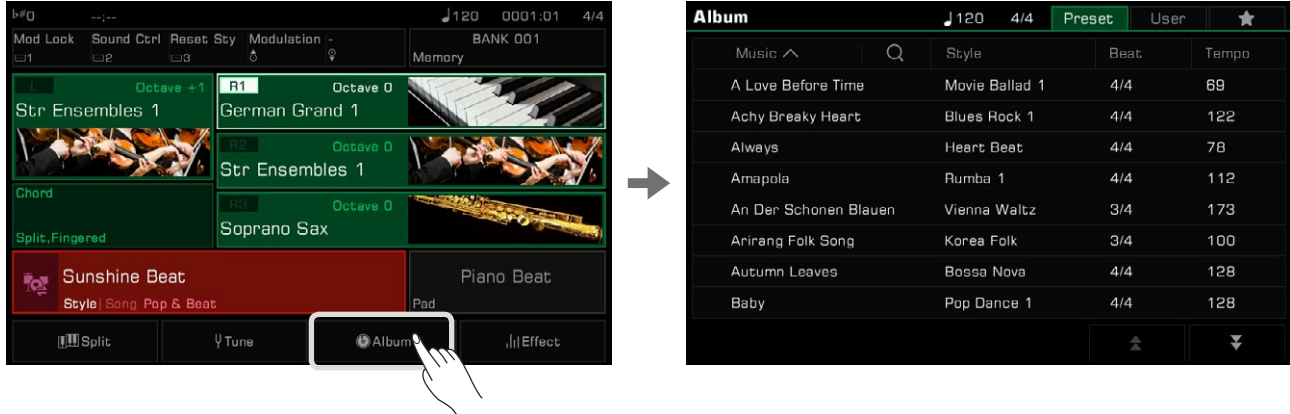 b#0 --;-- ♩120 0001:01 4/4
Mod Lock Sound Ctrl Reset Sty Modulation - BANK 001
1 2 3 Memory
L Octave +1
Str Ensembles 1
R1 Octave 0
German Grand 1
R2 Octave 0
Str Ensembles 1
R3 Octave 0
Soprano Sax
Chord
Split,Fingered
Sunshine Beat
Style | Song Pop & Beat
Piano Beat
Pad
Split Tune Album Effect
Album ♩120 4/4 Preset User
Music Style Beat Tempo
A Love Before Time Movie Ballad 1 4/4 69
Achy Breaky Heart Blues Rock 1 4/4 122
Always Heart Beat 4/4 78
Amapola Rumba 1 4/4 112
An Der Schonen Blauen Vienna Waltz 3/4 173
Arirang Folk Song Korea Folk 3/4 100
Autumn Leaves Bossa Nova 4/4 128
Baby Pop Dance 1 4/4 128